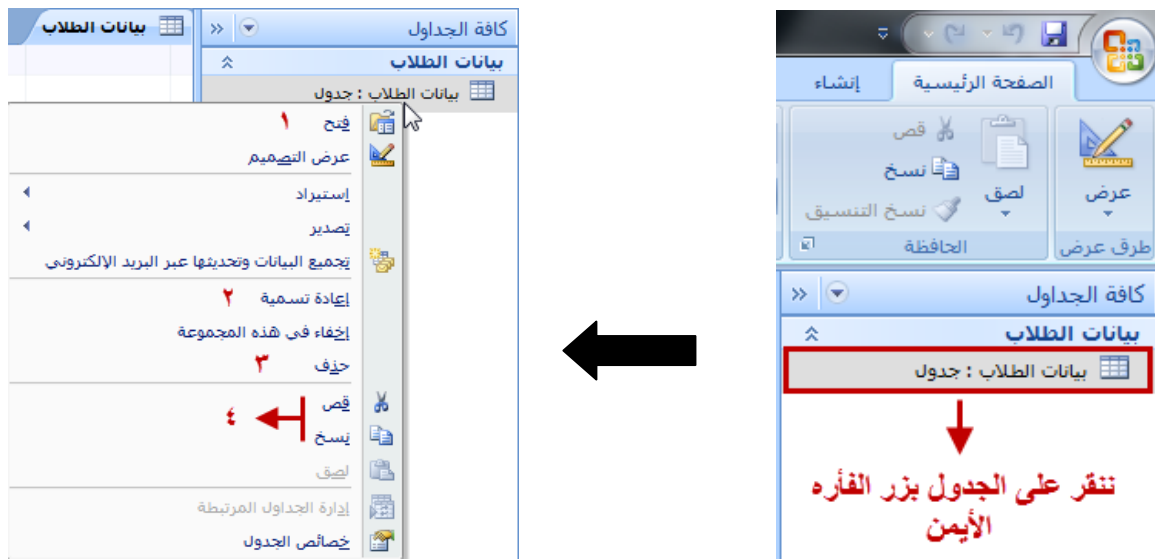 الصفحة الرئيسية
إنشاء
عرض
طرق عرض
لصق
قص
نسخ
نسخ التنسيق
الحافظة
كافة الجداول
بيانات الطلاب
بيانات الطلاب : جدول
ننقر على الجدول بزر الفأره
الأيمن
كافة الجداول
بيانات الطلاب
بيانات الطلاب : جدول
بيانات الطلاب
فتح ١
عرض التصميم
إستيراد
تصدير
تجميع البيانات وتحديثها عبر البريد الإلكتروني
إعادة تسمية ٢
إخفاء في هذه المجموعة
حذف ٣
قص
نسخ
٤
لصق
إدارة الجداول المرتبطة
خصائص الجدول